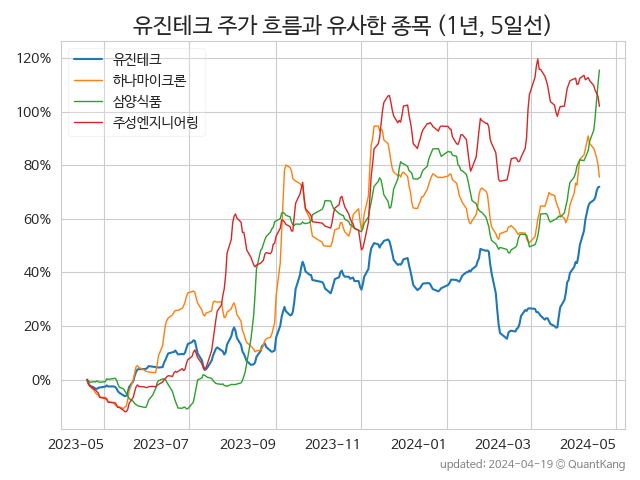 유진테크 주가 흐름과 유사한 종목 (1년, 5일선)
유진테크
하나마이크론
삼양식품
주성엔지니어링
120%
100%
80%
60%
40%
20%
0%
2023-05 2023-07 2023-09 2023-11 2024-01 2024-03 2024-05
updated: 2024-04-19 © QuantKang